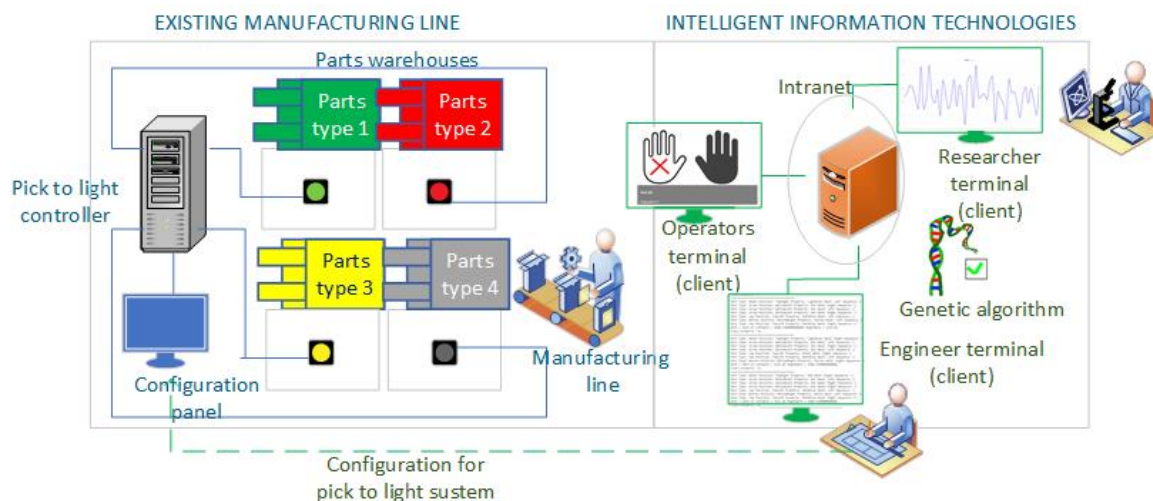 EXISTING MANUFACTURING LINE
INTELLIGENT INFORMATION TECHNOLOGIES
Parts warehouses
Parts
type 1
Parts
type 2
Pick to light
controller
Parts
type 3
Parts
type 4
Configuration
panel
Manufacturing
line
Intranet
Researcher
terminal
(client)
Operators
terminal
(client)
Genetic algorithm
Engineer terminal
(client)
Configuration for
pick to light sustem